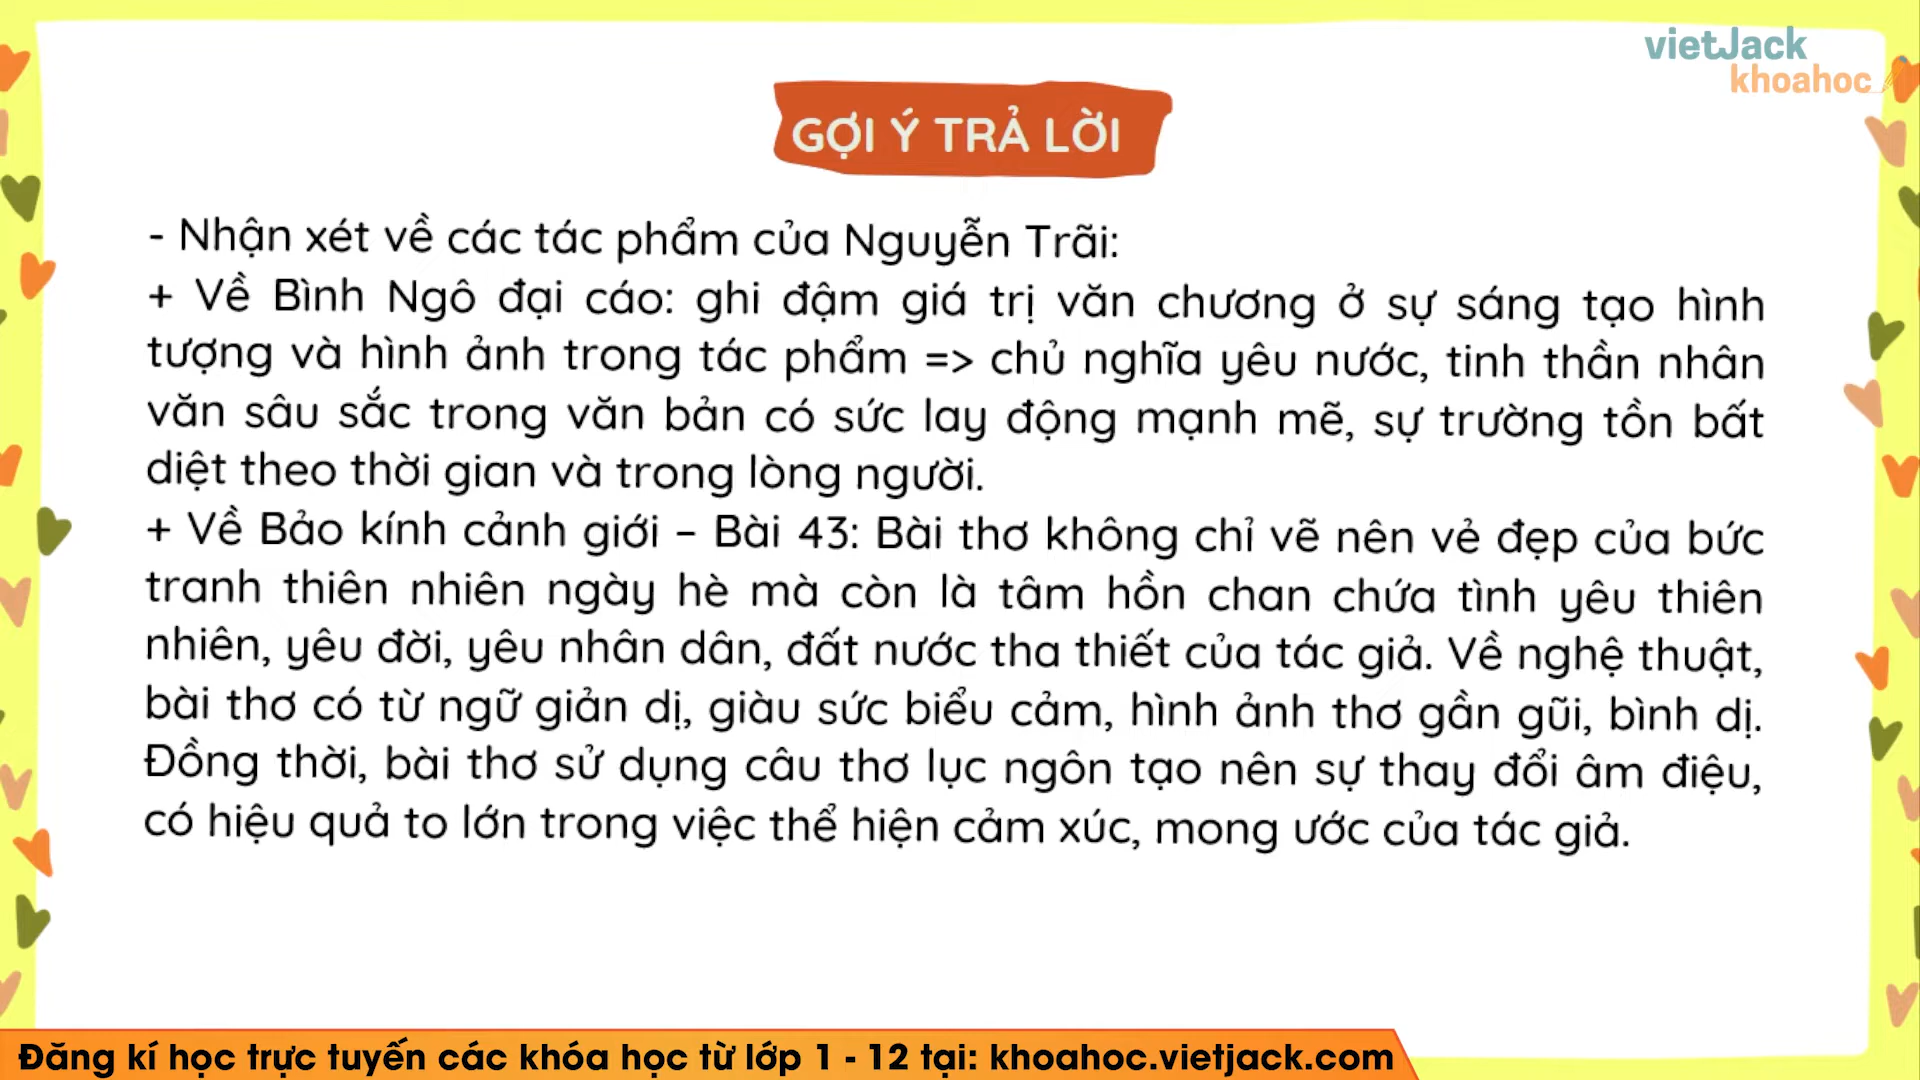 vietJack
khoahoc
GỢI Ý TRẢ LỜI
- Nhận xét về các tác phẩm của Nguyễn Trãi:
+ Về Bình Ngô đại cáo: ghi đậm giá trị văn chương ở sự sáng tạo hình
tượng và hình ảnh trong tác phẩm => chủ nghĩa yêu nước, tinh thần nhân
văn sâu sắc trong văn bản có sức lay động mạnh mẽ, sự trường tồn bất
diệt theo thời gian và trong lòng người.
+ Về Bảo kính cảnh giới – Bài 43: Bài thơ không chỉ vẽ nên vẻ đẹp của bức
tranh thiên nhiên ngày hè mà còn là tâm hồn chan chứa tình yêu thiên
nhiên, yêu đời, yêu nhân dân, đất nước tha thiết của tác giả. Về nghệ thuật,
bài thơ có từ ngữ giản dị, giàu sức biểu cảm, hình ảnh thơ gần gũi, bình dị.
Đồng thời, bài thơ sử dụng câu thơ lục ngôn tạo nên sự thay đổi âm điệu,
có hiệu quả to lớn trong việc thể hiện cảm xúc, mong ước của tác giả.
Đăng kí học trực tuyến các khóa học từ lớp 1 - 12 tại: khoahoc.vietjack.com